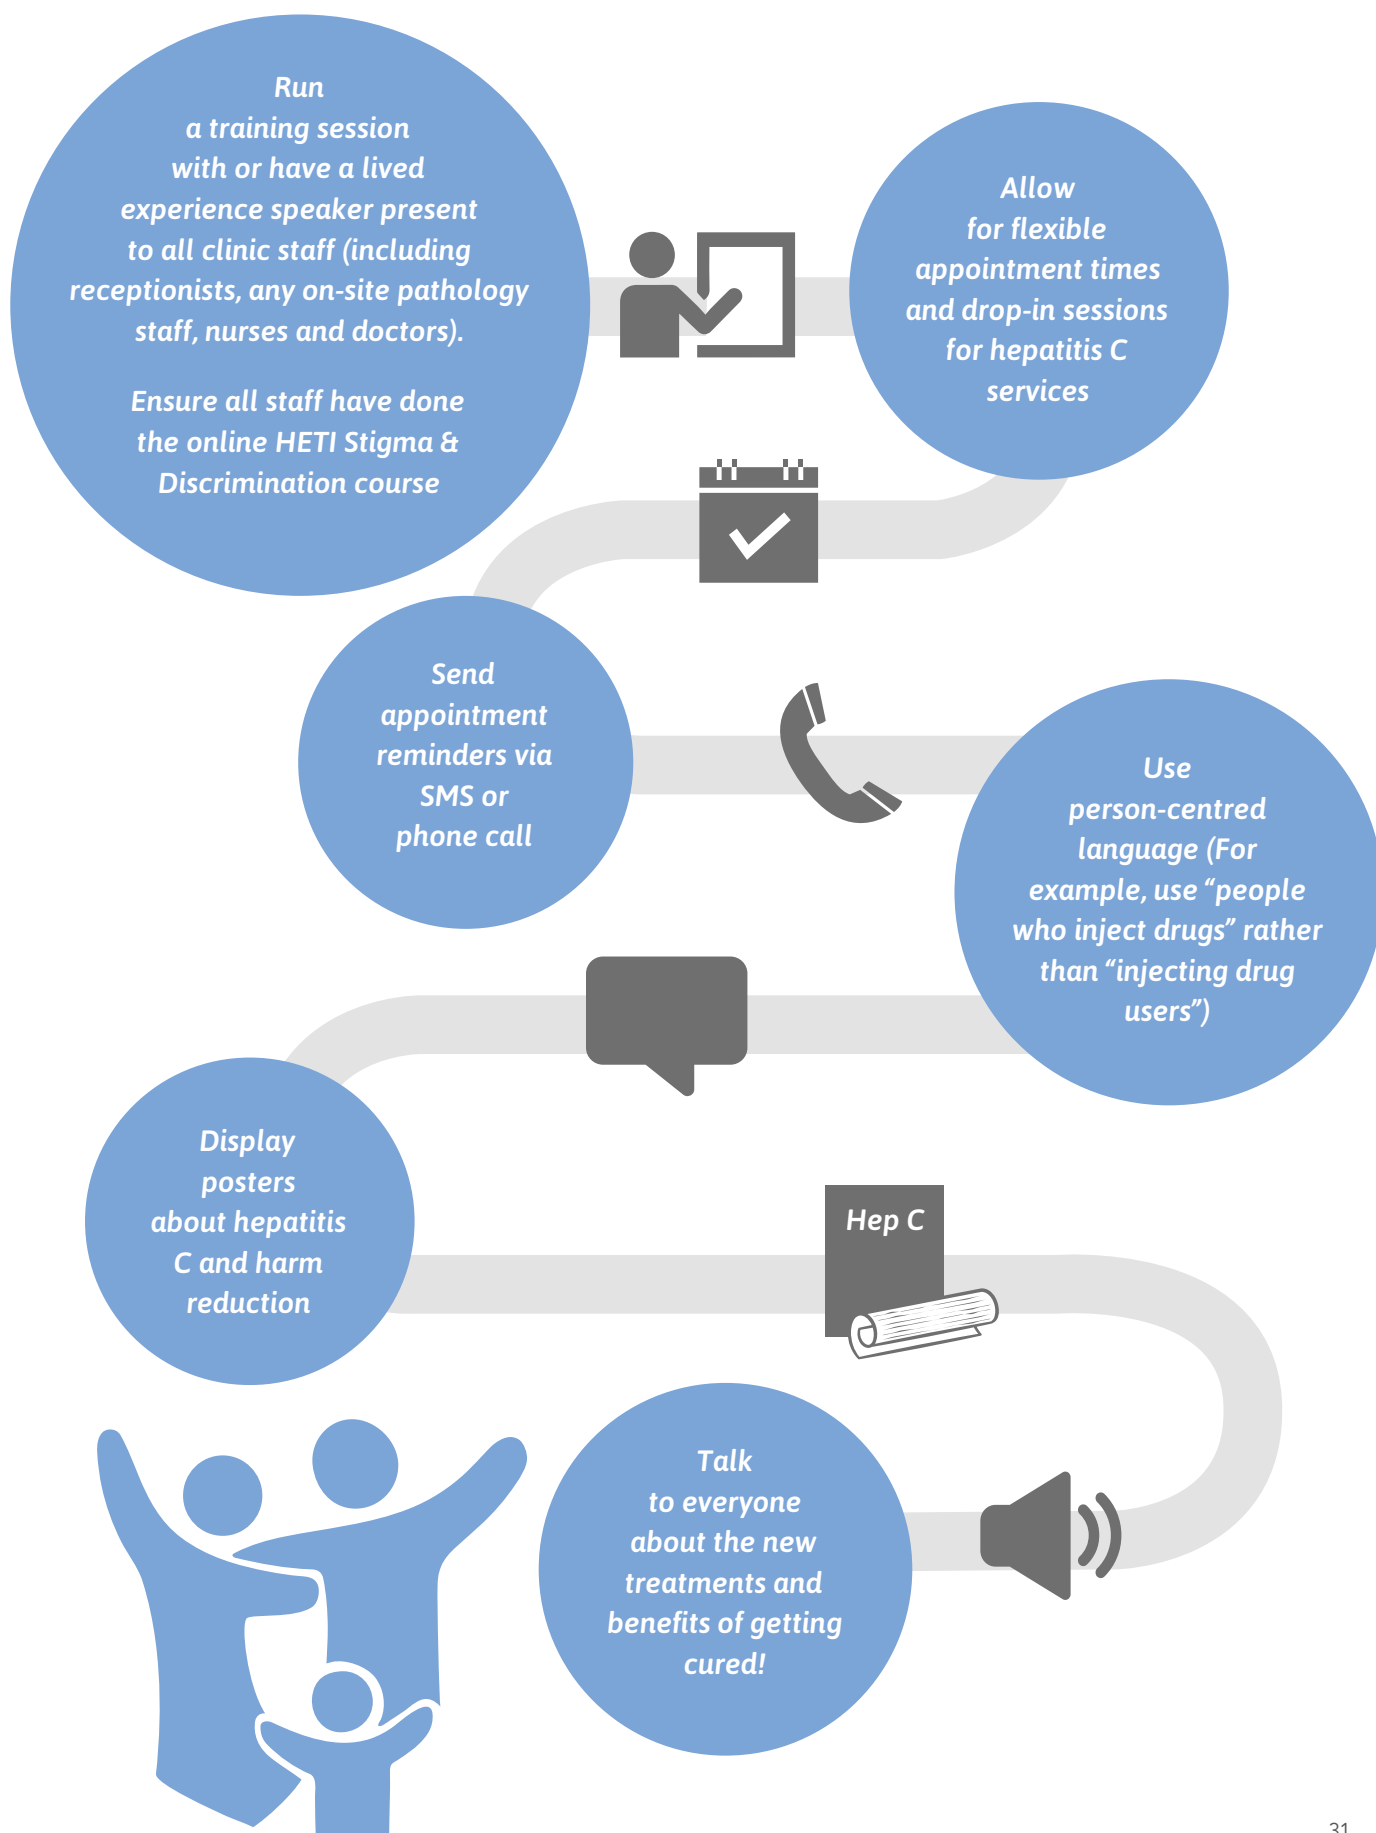 Run
a training session
with or have a lived
experience speaker present
to all clinic staff (including
receptionists, any on-site pathology
staff, nurses and doctors).
Ensure all staff have done
the online HETI Stigma &
Discrimination course
Allow
for flexible
appointment times
and drop-in sessions
for hepatitis C
services
Send
appointment
reminders via
SMS or
phone call
Use
person-centred
language (For
example, use “people
who inject drugs” rather
than “injecting drug
users”)
Display
posters
about hepatitis
C and harm
reduction
Hep C
Talk
to everyone
about the new
treatments and
benefits of getting
cured!
31